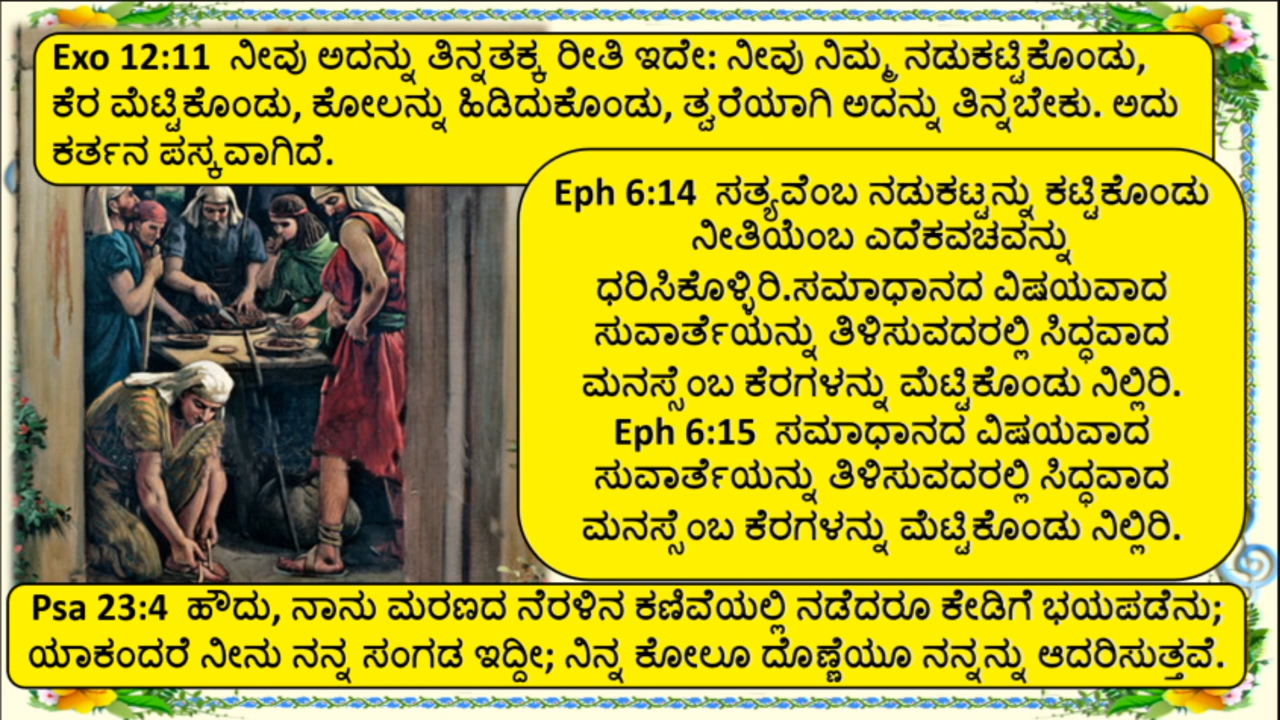 Exo 12:11 ನೀವು ಅದನ್ನು ತಿನ್ನತಕ್ಕ ರೀತಿ ಇದೇ: ನೀವು ನಿಮ್ಮ ನಡುಕಟ್ಟಿಕೊಂಡು,
ಕೆರ ಮೆಟ್ಟಿಕೊಂಡು, ಕೋಲನ್ನು ಹಿಡಿದುಕೊಂಡು, ತ್ವರೆಯಾಗಿ ಅದನ್ನು ತಿನ್ನಬೇಕು. ಅದು
ಕರ್ತನ ಪಸ್ಕವಾಗಿದೆ.
Eph 6:14 ಸತ್ಯವೆಂಬ ನಡುಕಟ್ಟನ್ನು ಕಟ್ಟಿಕೊಂಡು
ನೀತಿಯೆಂಬ ಎದೆಕವಚವನ್ನು
ಧರಿಸಿಕೊಳ್ಳಿರಿ.ಸಮಾಧಾನದ ವಿಷಯವಾದ
ಸುವಾರ್ತೆಯನ್ನು ತಿಳಿಸುವದರಲ್ಲಿ ಸಿದ್ಧವಾದ
ಮನಸ್ಸೆಂಬ ಕೆರಗಳನ್ನು ಮೆಟ್ಟಿಕೊಂಡು ನಿಲ್ಲಿರಿ.
Eph 6:15 ಸಮಾಧಾನದ ವಿಷಯವಾದ
ಸುವಾರ್ತೆಯನ್ನು ತಿಳಿಸುವದರಲ್ಲಿ ಸಿದ್ಧವಾದ
ಮನಸ್ಸೆಂಬ ಕೆರಗಳನ್ನು ಮೆಟ್ಟಿಕೊಂಡು ನಿಲ್ಲಿರಿ.
Psa 23:4 ಹೌದು, ನಾನು ಮರಣದ ನೆರಳಿನ ಕಣಿವೆಯಲ್ಲಿ ನಡೆದರೂ ಕೇಡಿಗೆ ಭಯಪಡೆನು;
ಯಾಕಂದರೆ ನೀನು ನನ್ನ ಸಂಗಡ ಇದ್ದೀ; ನಿನ್ನ ಕೋಲೂ ದೊಣ್ಣೆಯೂ ನನ್ನನ್ನು ಆದರಿಸುತ್ತವೆ.